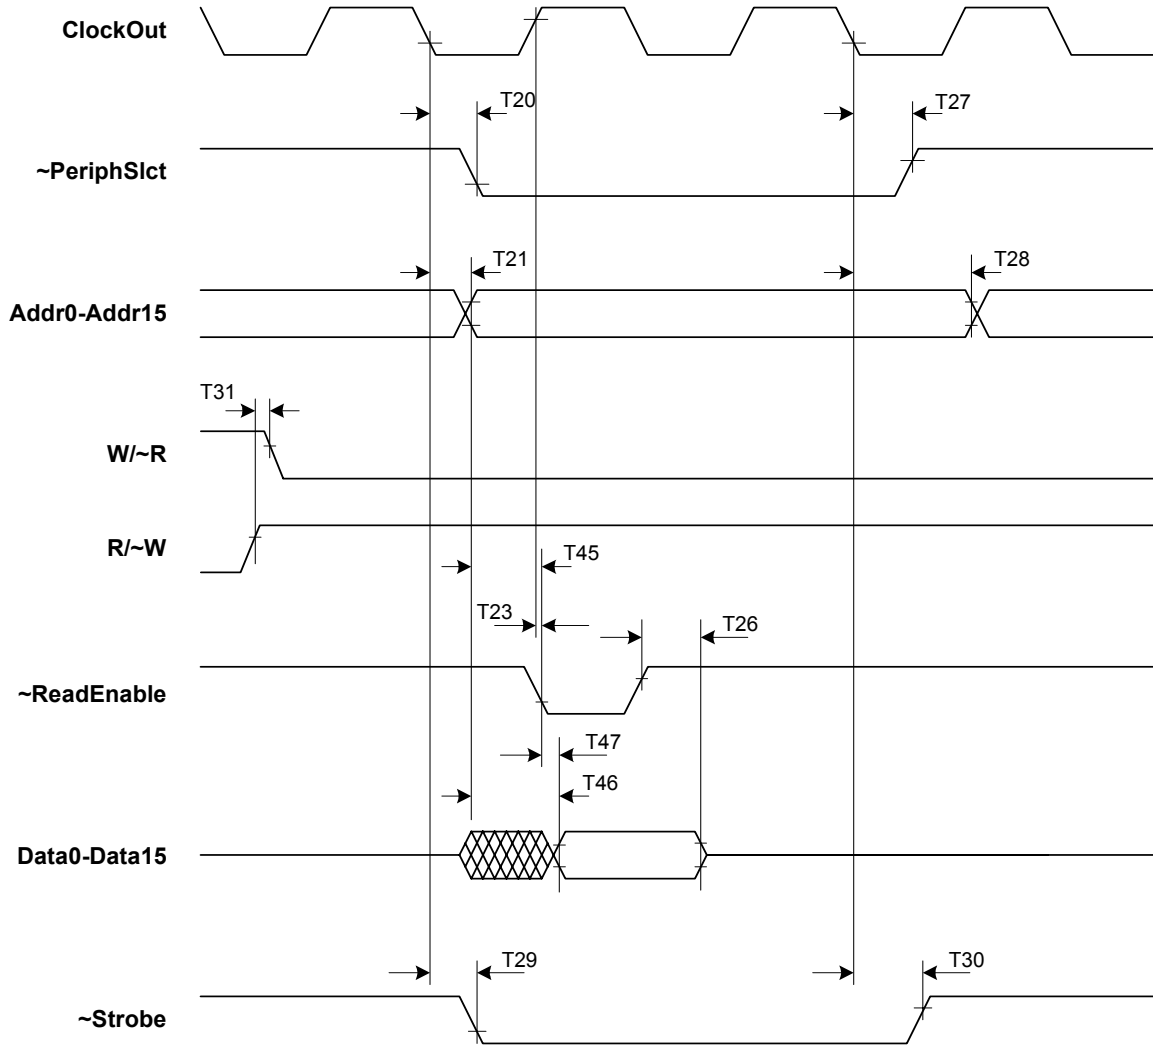 ClockOut
T20
T27
~PeriphSlct
T21
T28
Addr0-Addr15
T31
W/~R
R/~W
T45
T23
T26
~ReadEnable
T47
T46
Data0-Data15
T29
T30
~Strobe